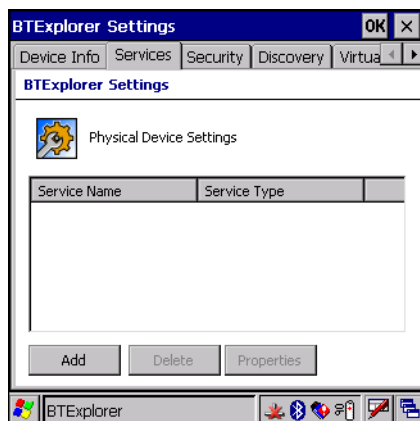 BTExplorer Settings OK
Device Info Services Security Discovery Virtua
BTExplorer Settings
Physical Device Settings
Service Name Service Type
Add Delete Properties
BTExplorer